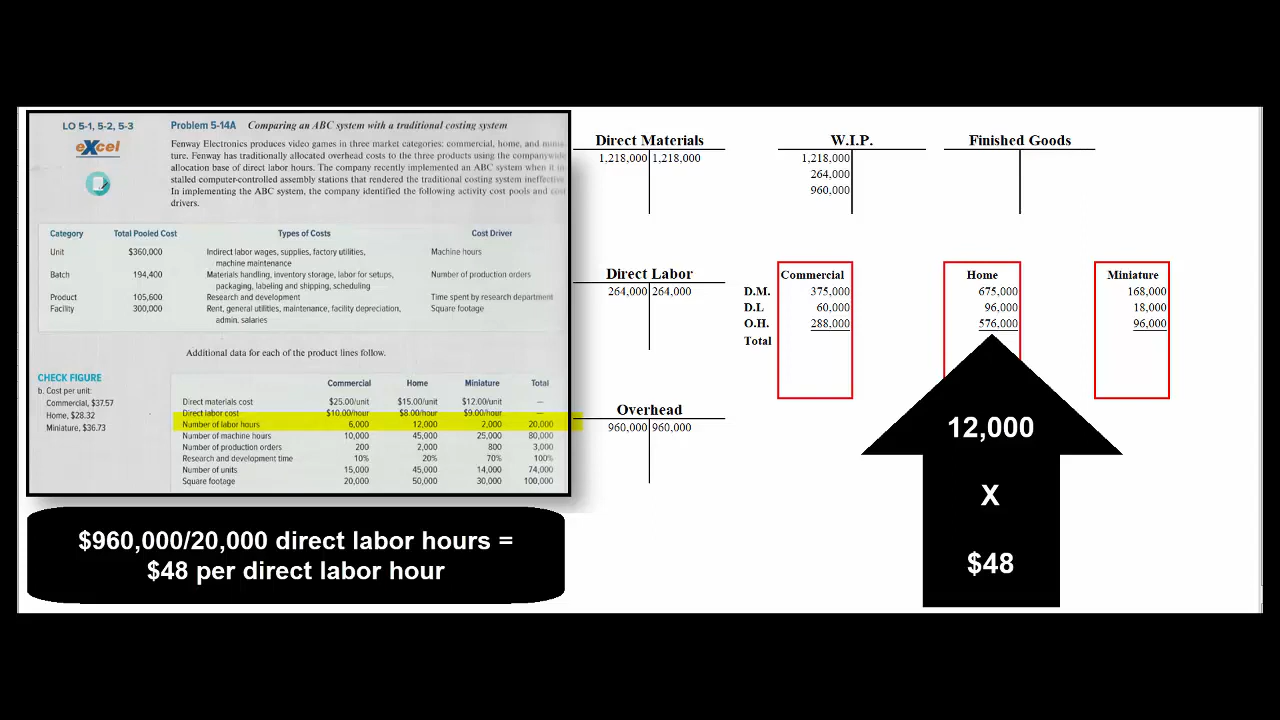 LO 5-1, 5-2, 5-3
eXcel
Problem 5-14A Comparing an ABC system with a traditional costing system
Fenway Electronics produces video games in three market categories: commercial, home, and minia-
ture. Fenway has traditionally allocated overhead costs to the three products using the companywide
allocation base of direct labor hours. The company recently implemented an ABC system when it in-
stalled computer-controlled assembly stations that rendered the traditional costing system ineffective.
In implementing the ABC system, the company identified the following activity cost pools and cost
drivers.
Category Total Pooled Cost Types of Costs Cost Driver
Unit $360,000 Indirect labor wages, supplies, factory utilities, Machine hours
machine maintenance
Batch 194,400 Materials handling, inventory storage, labor for setups, Number of production orders
packaging, labeling and shipping, scheduling
Product 105,600 Research and development Time spent by research department
Facility 300,000 Rent, general utilities, maintenance, facility depreciation, Square footage
admin. salaries
Additional data for each of the product lines follow.
CHECK FIGURE
b. Cost per unit:
Commercial, $37.57
Home, $28.32
Miniature, $36.73
Commercial Home Miniature Total
Direct materials cost $25.00/unit $15.00/unit $12.00/unit —
Direct labor cost $10.00/hour $8.00/hour $9.00/hour —
Number of labor hours 6,000 12,000 2,000 20,000
Number of machine hours 10,000 45,000 25,000 80,000
Number of production orders 200 2,000 800 3,000
Research and development time 10% 20% 70% 100%
Number of units 15,000 45,000 14,000 74,000
Square footage 20,000 50,000 30,000 100,000
$960,000/20,000 direct labor hours =
$48 per direct labor hour
Direct Materials
1,218,000 1,218,000
Direct Labor
264,000 264,000
Overhead
960,000 960,000
W.I.P.
1,218,000
264,000
960,000
Finished Goods
Commercial Home Miniature
D.M. 375,000 675,000 168,000
D.L 60,000 96,000 18,000
O.H. 288.000 576.000 96,000
Total
12,000
X
$48